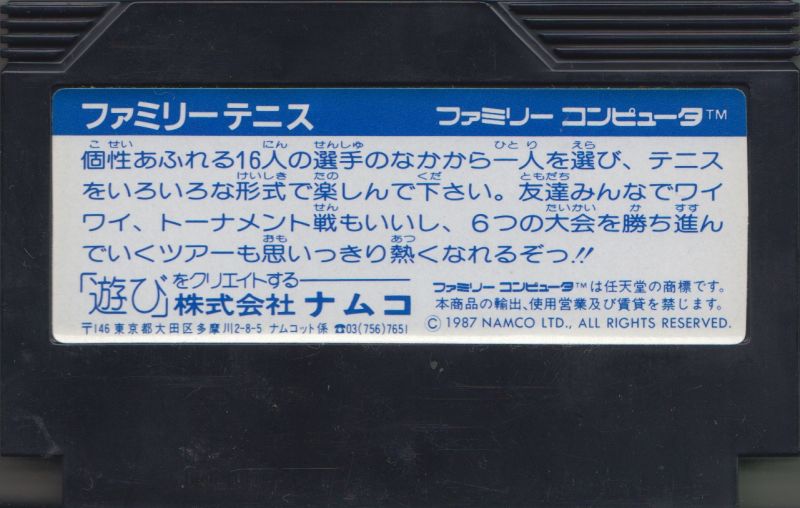 ファミリーテニス ファミリー コンピュータ™
個性あふれる16人の選手のなかから一人を選び、テニス
をいろいろな形式で楽しんで下さい。友達みんなでワイ
ワイ、トーナメント戦もいいし、6つの大会を勝ち進ん
でいくツアーも思いっきり熱くなれるぞっ!!
「遊び」をクリエイトする
株式会社 ナムコ
〒146 東京都大田区多摩川2-8-5 ナムコット係 ☎03(756)7651
ファミリー コンピュータ™は任天堂の商標です。
本商品の輸出、使用営業及び賃貸を禁じます。
©1987 NAMCO LTD., ALL RIGHTS RESERVED.